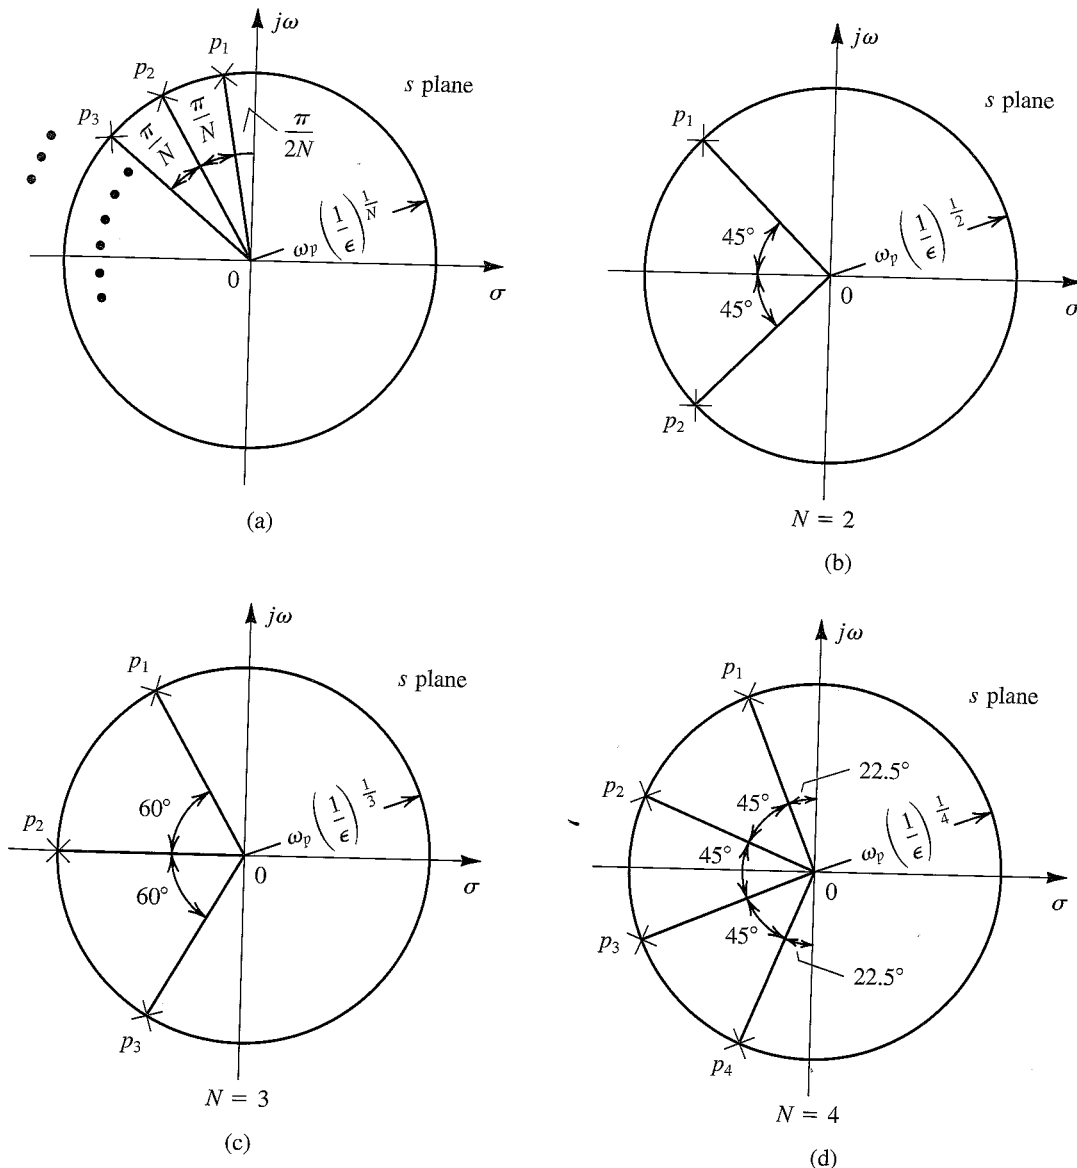 jω
p₁
p₂
p₃
s plane
π/N
π/N
π/2N
ωₚ(1/ϵ)^(1/N)
0
σ
(a)
jω
p₁
s plane
45°
45°
ωₚ(1/ϵ)^(1/2)
0
σ
p₂
N = 2
(b)
jω
p₁
s plane
60°
p₂
60°
ωₚ(1/ϵ)^(1/3)
0
σ
p₃
N = 3
(c)
jω
p₁
s plane
22.5°
p₂
45°
45°
ωₚ(1/ϵ)^(1/4)
0
σ
p₃
45°
22.5°
p₄
N = 4
(d)